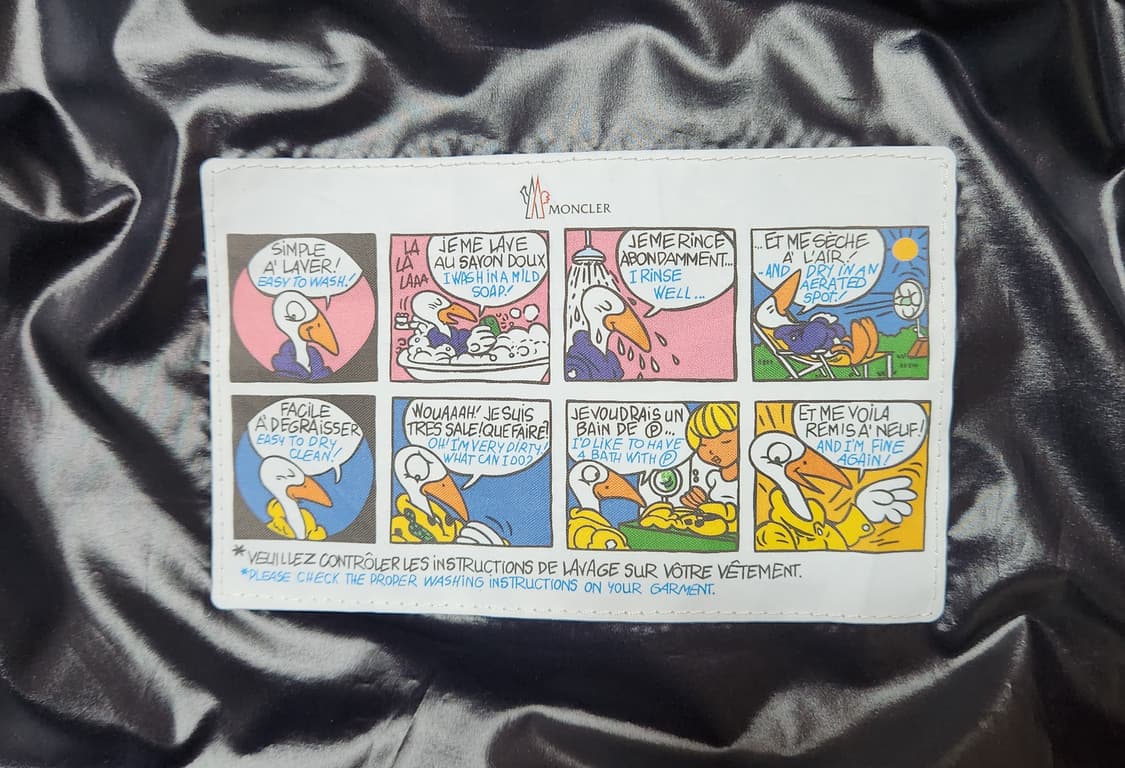 MONCLER
SIMPLE
A' LAVER!
EASY TO WASH!
LA
LA
LAAA
JE ME LAVE
AU SAVON DOUX
I WASH IN A MILD
SOAP!
JE ME RINCE
ABONDAMMENT...
I RINSE
WELL...
...ET ME SÈCHE
A' L'AIR!
-AND DRY IN AN
AERATED
SPOT!
FACILE
A' DÉGRAISSER
EASY TO DRY
CLEAN!
WOUAAAH! JE SUIS
TRES SALE! QUE FAIRE?
OH! I'M VERY DIRTY!
WHAT CAN I DO?
JE VOUDRAIS UN
BAIN DE Ⓟ...
I'D LIKE TO HAVE
A BATH WITH Ⓟ
ET ME VOILA
REMIS A' NEUF!
AND I'M FINE
AGAIN!
*VEUILLEZ CONTRÔLER LES INSTRUCTIONS DE LAVAGE SUR VÔTRE VÊTEMENT.
*PLEASE CHECK THE PROPER WASHING INSTRUCTIONS ON YOUR GARMENT.